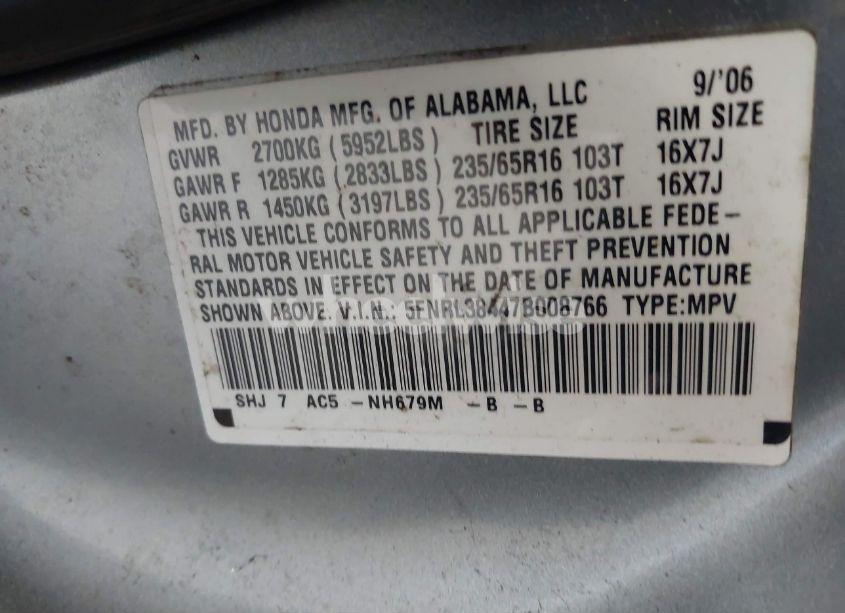 MFD. BY HONDA MFG. OF ALABAMA, LLC 9/'06
GVWR 2700KG (5952LBS) TIRE SIZE RIM SIZE
GAWR F 1285KG (2833LBS) 235/65R16 103T 16X7J
GAWR R 1450KG (3197LBS) 235/65R16 103T 16X7J
THIS VEHICLE CONFORMS TO ALL APPLICABLE FEDE-
RAL MOTOR VEHICLE SAFETY AND THEFT PREVENTION
STANDARDS IN EFFECT ON THE DATE OF MANUFACTURE
SHOWN ABOVE. V.I.N.: 5FNRL38447B008766 TYPE:MPV
SHJ 7 AC5 -NH679M -B -B